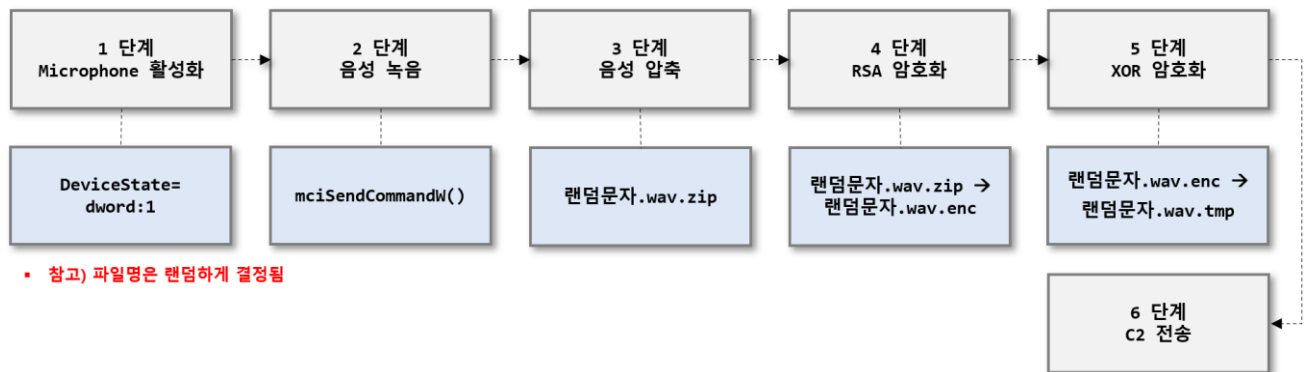 1 단계
Microphone 활성화
2 단계
음성 녹음
3 단계
음성 압축
4 단계
RSA 암호화
5 단계
XOR 암호화
DeviceState=
dword:1
mciSendCommandW()
랜덤문자.wav.zip
랜덤문자.wav.zip →
랜덤문자.wav.enc
랜덤문자.wav.enc →
랜덤문자.wav.tmp
▪ 참고) 파일명은 랜덤하게 결정됨
6 단계
C2 전송